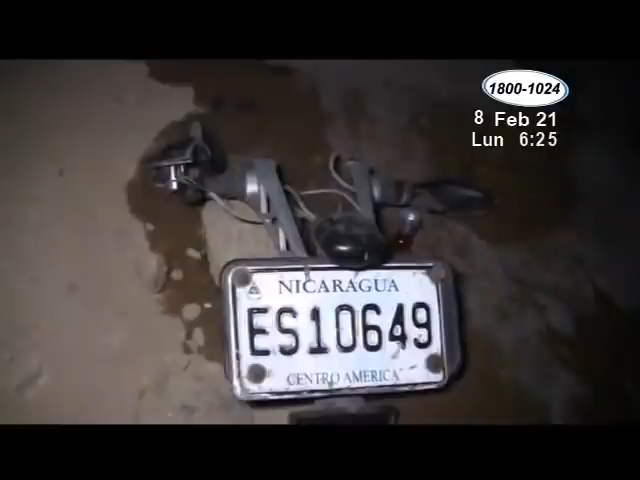 1800-1024
8 Feb 21
Lun 6:25
NICARAGUA
ES10649
CENTRO AMERICA